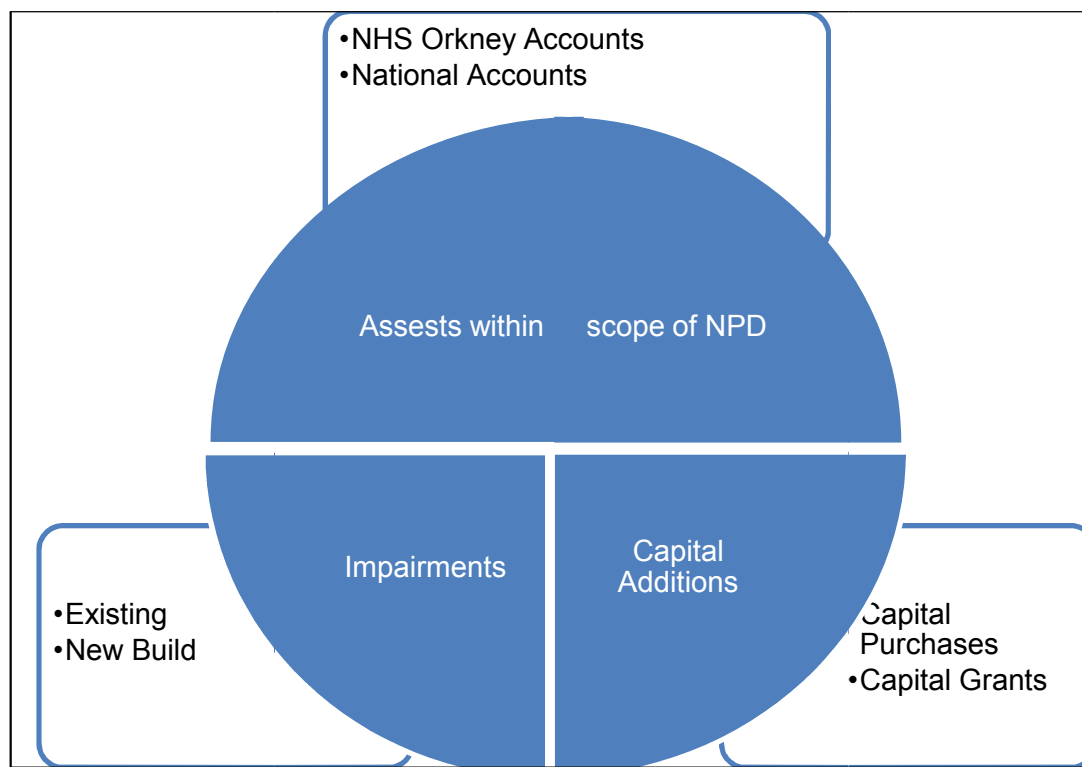 •NHS Orkney Accounts
•National Accounts
Assests within scope of NPD
Impairments
Capital
Additions
•Existing
•New Build
Capital
Purchases
•Capital Grants